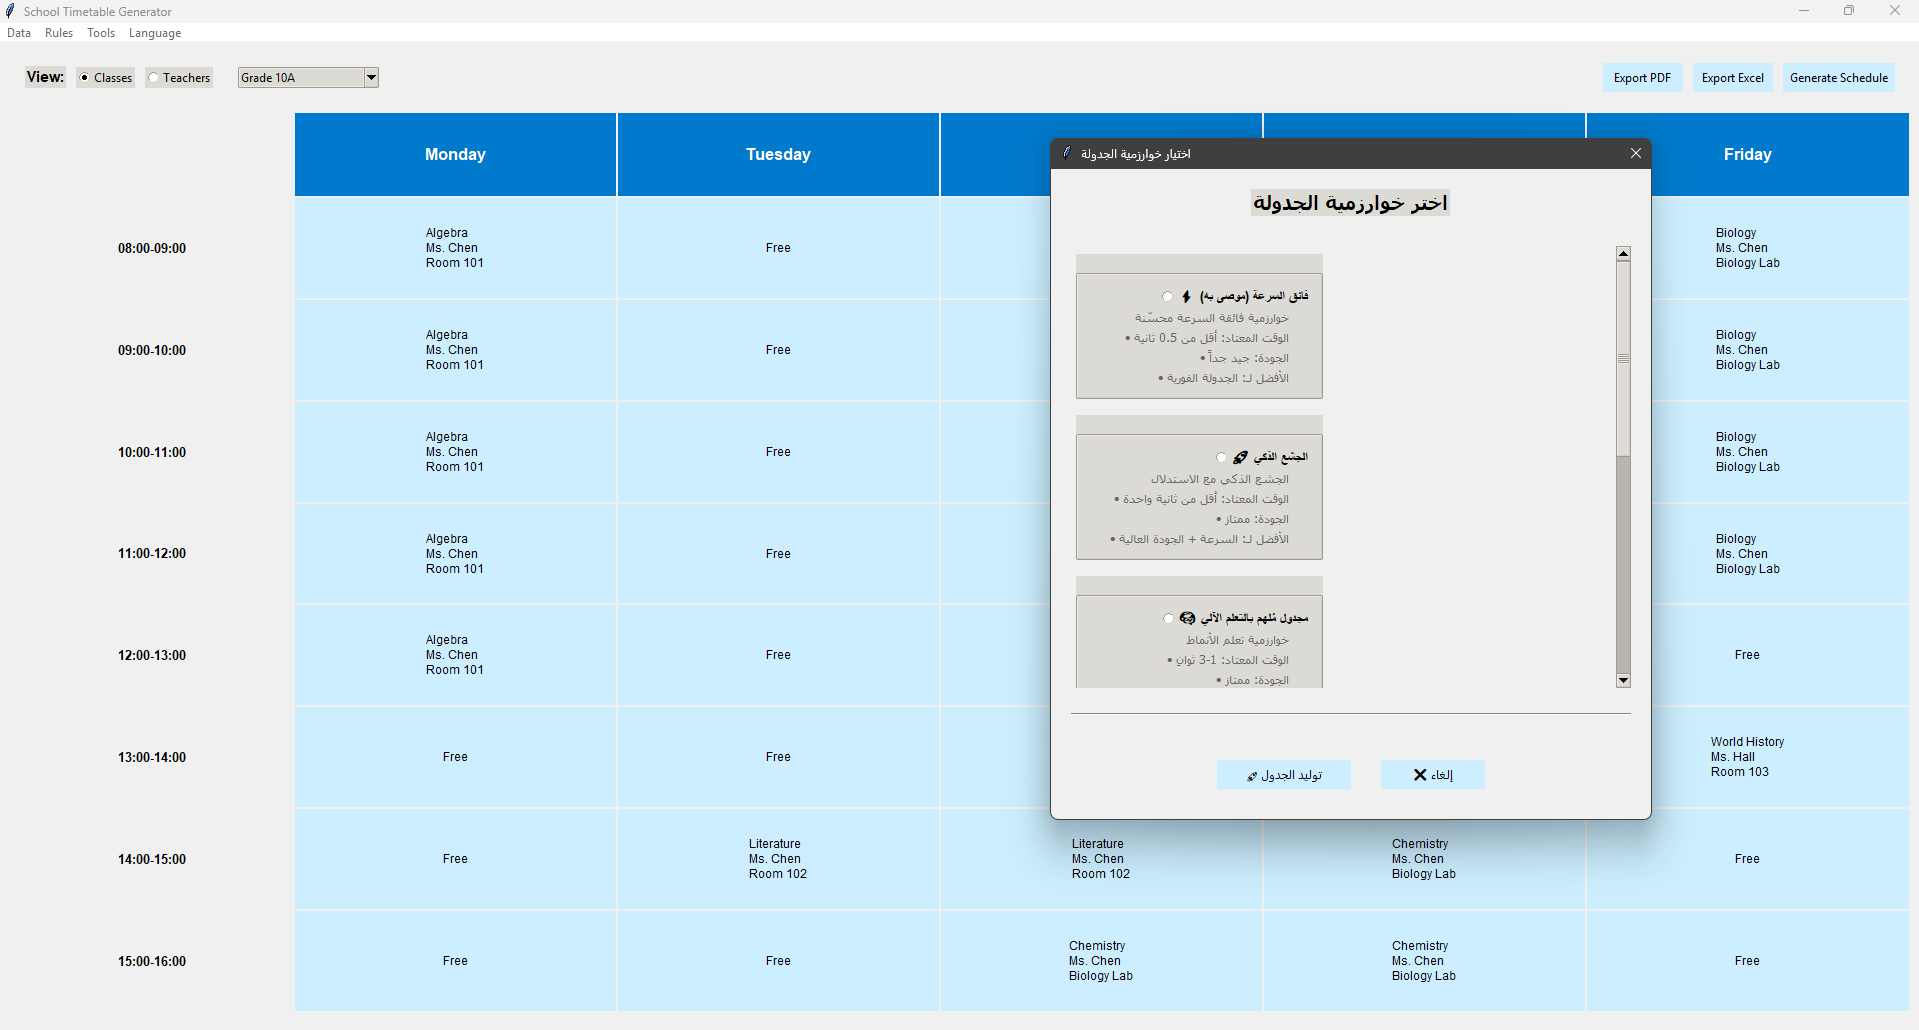 School Timetable Generator
Data Rules Tools Language
View: Classes Teachers Grade 10A Export PDF Export Excel Generate Schedule
Monday Tuesday Friday
08:00-09:00
Algebra
Ms. Chen
Room 101
Free
Biology
Ms. Chen
Biology Lab
09:00-10:00
Algebra
Ms. Chen
Room 101
Free
Biology
Ms. Chen
Biology Lab
10:00-11:00
Algebra
Ms. Chen
Room 101
Free
Biology
Ms. Chen
Biology Lab
11:00-12:00
Algebra
Ms. Chen
Room 101
Free
Biology
Ms. Chen
Biology Lab
12:00-13:00
Algebra
Ms. Chen
Room 101
Free
Free
13:00-14:00
Free
Free
World History
Ms. Hall
Room 103
14:00-15:00
Free
Literature
Ms. Chen
Room 102
Literature
Ms. Chen
Room 102
Chemistry
Ms. Chen
Biology Lab
Free
15:00-16:00
Free
Free
Chemistry
Ms. Chen
Biology Lab
Chemistry
Ms. Chen
Biology Lab
Free
اختيار خوارزمية الجدولة
اختر خوارزمية الجدولة
فائق السرعة (موصى به) ⚡
خوارزمية فائقة السرعة محسّنة
الوقت المعتاد: أقل من 0.5 ثانية •
الجودة: جيد جداً •
الأفضل لـ: الجدولة الفورية •
الجشع الذكي 🚀
الجشع الذكي مع الاستدلال
الوقت المعتاد: أقل من ثانية واحدة •
الجودة: ممتاز •
الأفضل لـ: السرعة + الجودة العالية •
مجدول مُلهم بالتعلم الآلي 🧠
خوارزمية تعلم الأنماط
الوقت المعتاد: 1-3 ثوانٍ •
الجودة: ممتاز •
توليد الجدول 🚀
إلغاء ❌